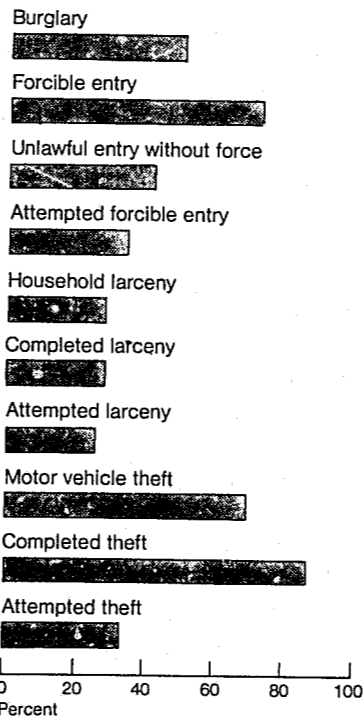 Burglary
Forcible entry
Unlawful entry without force
Attempted forcible entry
Household larceny
Completed larceny
Attempted larceny
Motor vehicle theft
Completed theft
Attempted theft
0 20 40 60 80 100
Percent